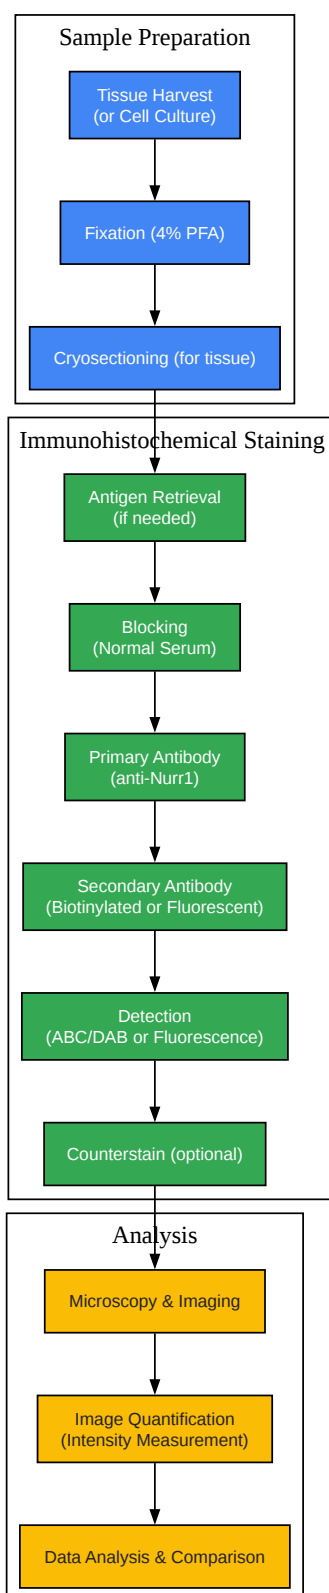 Sample Preparation
Tissue Harvest
(or Cell Culture)
Fixation (4% PFA)
Cryosectioning (for tissue)
Immunohistochemical Staining
Antigen Retrieval
(if needed)
Blocking
(Normal Serum)
Primary Antibody
(anti-Nurr1)
Secondary Antibody
(Biotinylated or Fluorescent)
Detection
(ABC/DAB or Fluorescence)
Counterstain (optional)
Analysis
Microscopy & Imaging
Image Quantification
(Intensity Measurement)
Data Analysis & Comparison